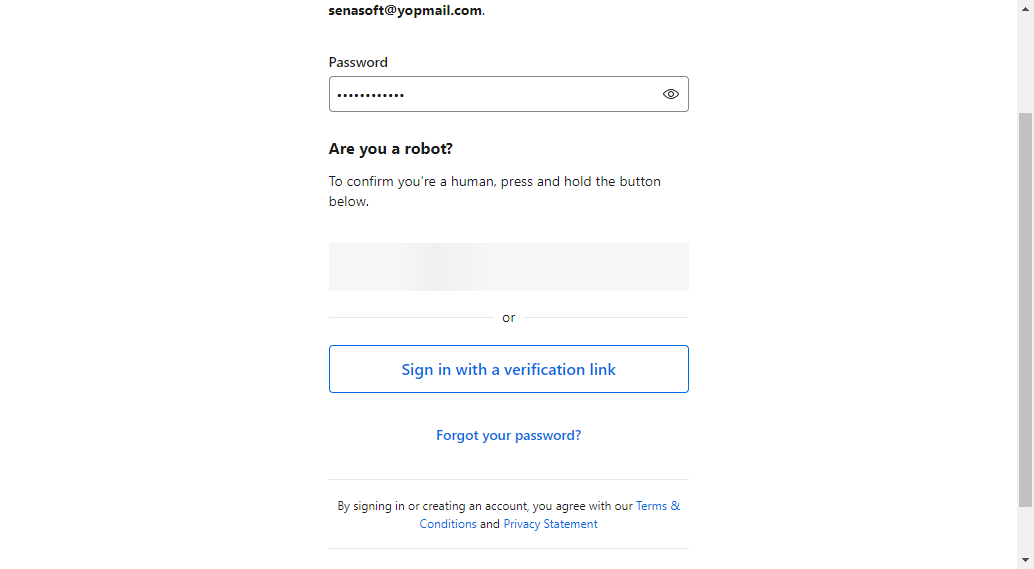 senasoft@yopmail.com.
Password
••••••••••••
Are you a robot?
To confirm you're a human, press and hold the button
below.
or
Sign in with a verification link
Forgot your password?
By signing in or creating an account, you agree with our Terms &
Conditions and Privacy Statement